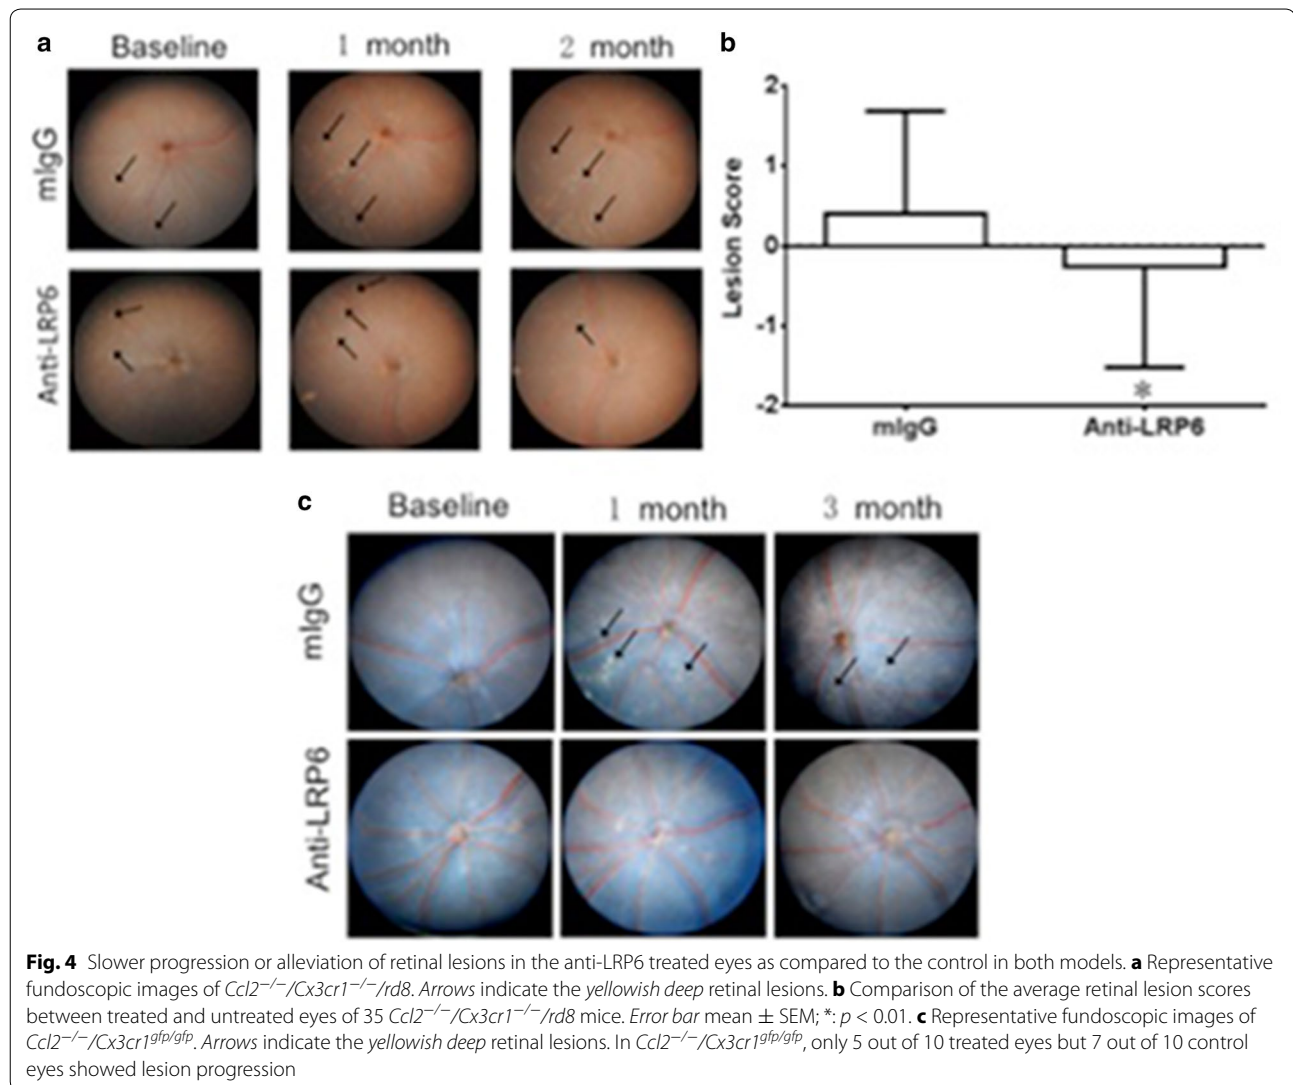 a
Baseline 1 month 2 month
mIgG
Anti-LRP6
b
2
1
0
-1
-2
Lesion Score
*
mIgG Anti-LRP6
c
Baseline 1 month 3 month
mIgG
Anti-LRP6
Fig. 4 Slower progression or alleviation of retinal lesions in the anti-LRP6 treated eyes as compared to the control in both models. a Representative
fundoscopic images of Ccl2−/−/Cx3cr1−/−/rd8. Arrows indicate the yellowish deep retinal lesions. b Comparison of the average retinal lesion scores
between treated and untreated eyes of 35 Ccl2−/−/Cx3cr1−/−/rd8 mice. Error bar mean ± SEM; *: p < 0.01. c Representative fundoscopic images of
Ccl2−/−/Cx3cr1gfp/gfp. Arrows indicate the yellowish deep retinal lesions. In Ccl2−/−/Cx3cr1gfp/gfp, only 5 out of 10 treated eyes but 7 out of 10 control
eyes showed lesion progression